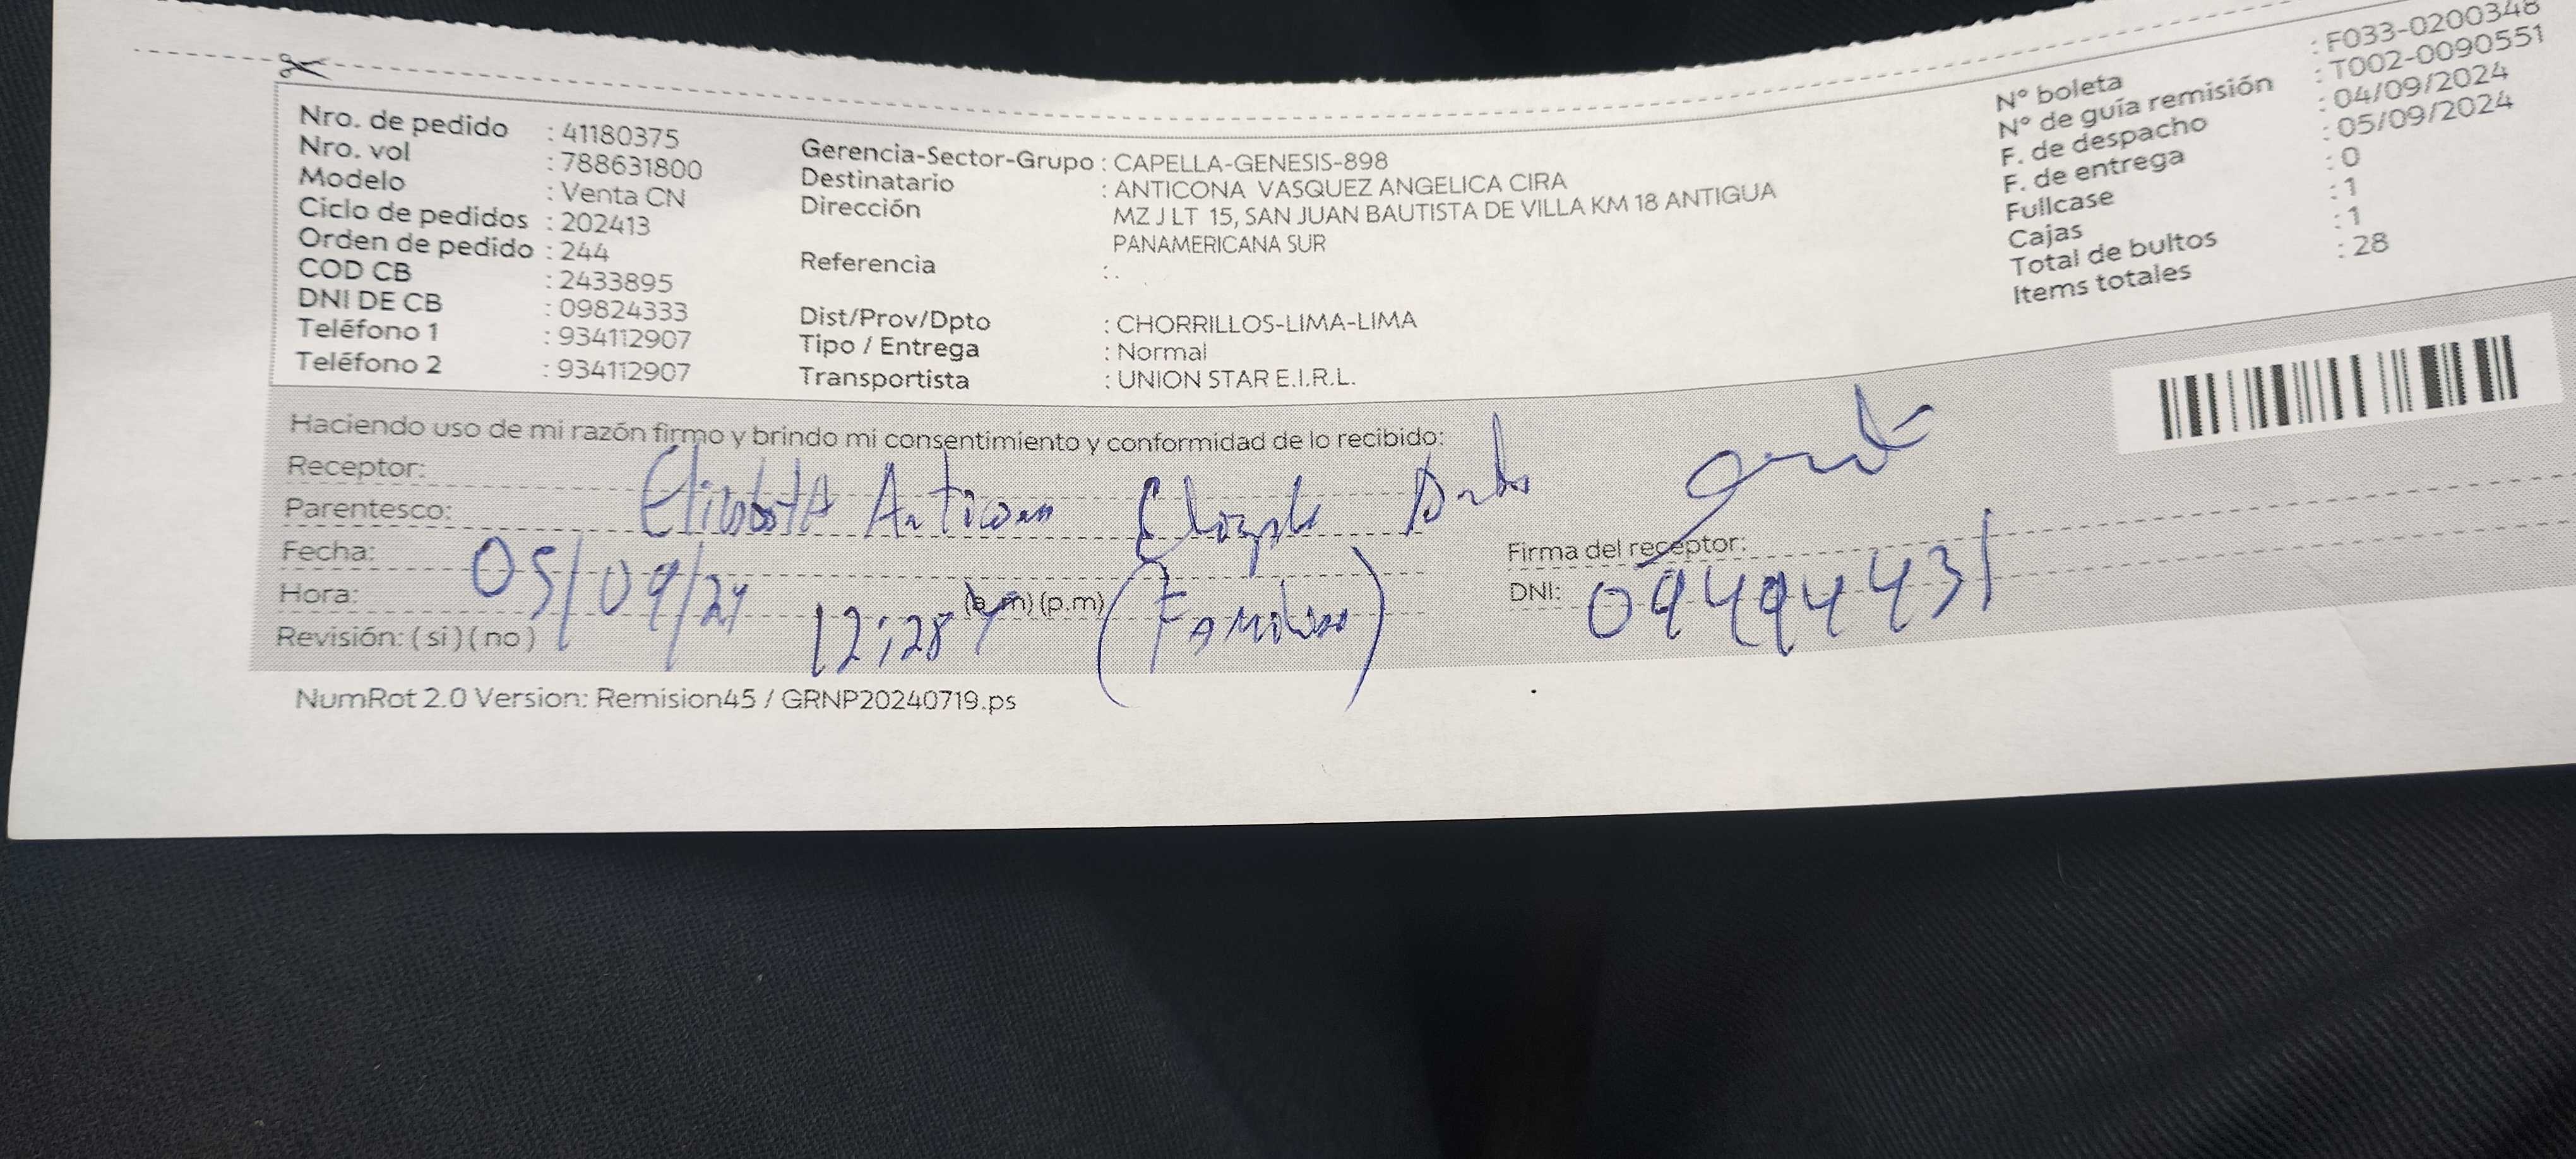 Nro. de pedido : 41180375
Nro. vol : 788631800
Modelo : Venta CN
Ciclo de pedidos : 202413
Orden de pedido : 244
COD CB : 2433895
DNI DE CB : 09824333
Teléfono 1 : 934112907
Teléfono 2 : 934112907
Gerencia-Sector-Grupo : CAPELLA-GENESIS-898
Destinatario : ANTICONA VASQUEZ ANGELICA CIRA
Dirección MZ J LT 15, SAN JUAN BAUTISTA DE VILLA KM 18 ANTIGUA
PANAMERICANA SUR
Referencia : .
Dist/Prov/Dpto : CHORRILLOS-LIMA-LIMA
Tipo / Entrega : Normal
Transportista : UNION STAR E.I.R.L.
N° boleta : F033-0200348
N° de guía remisión : T002-0090551
F. de despacho : 04/09/2024
F. de entrega : 05/09/2024
Fullcase : 0
Cajas : 1
Total de bultos : 1
Items totales : 28
Haciendo uso de mi razón firmo y brindo mi consentimiento y conformidad de lo recibido:
Receptor:
Parentesco:
Fecha: 05/09/24
Hora: 12:28 (a.m) (p.m)
Revisión: ( si ) ( no )
Firma del receptor:
DNI: 09494431
NumRot 2.0 Version: Remision45 / GRNP20240719.ps